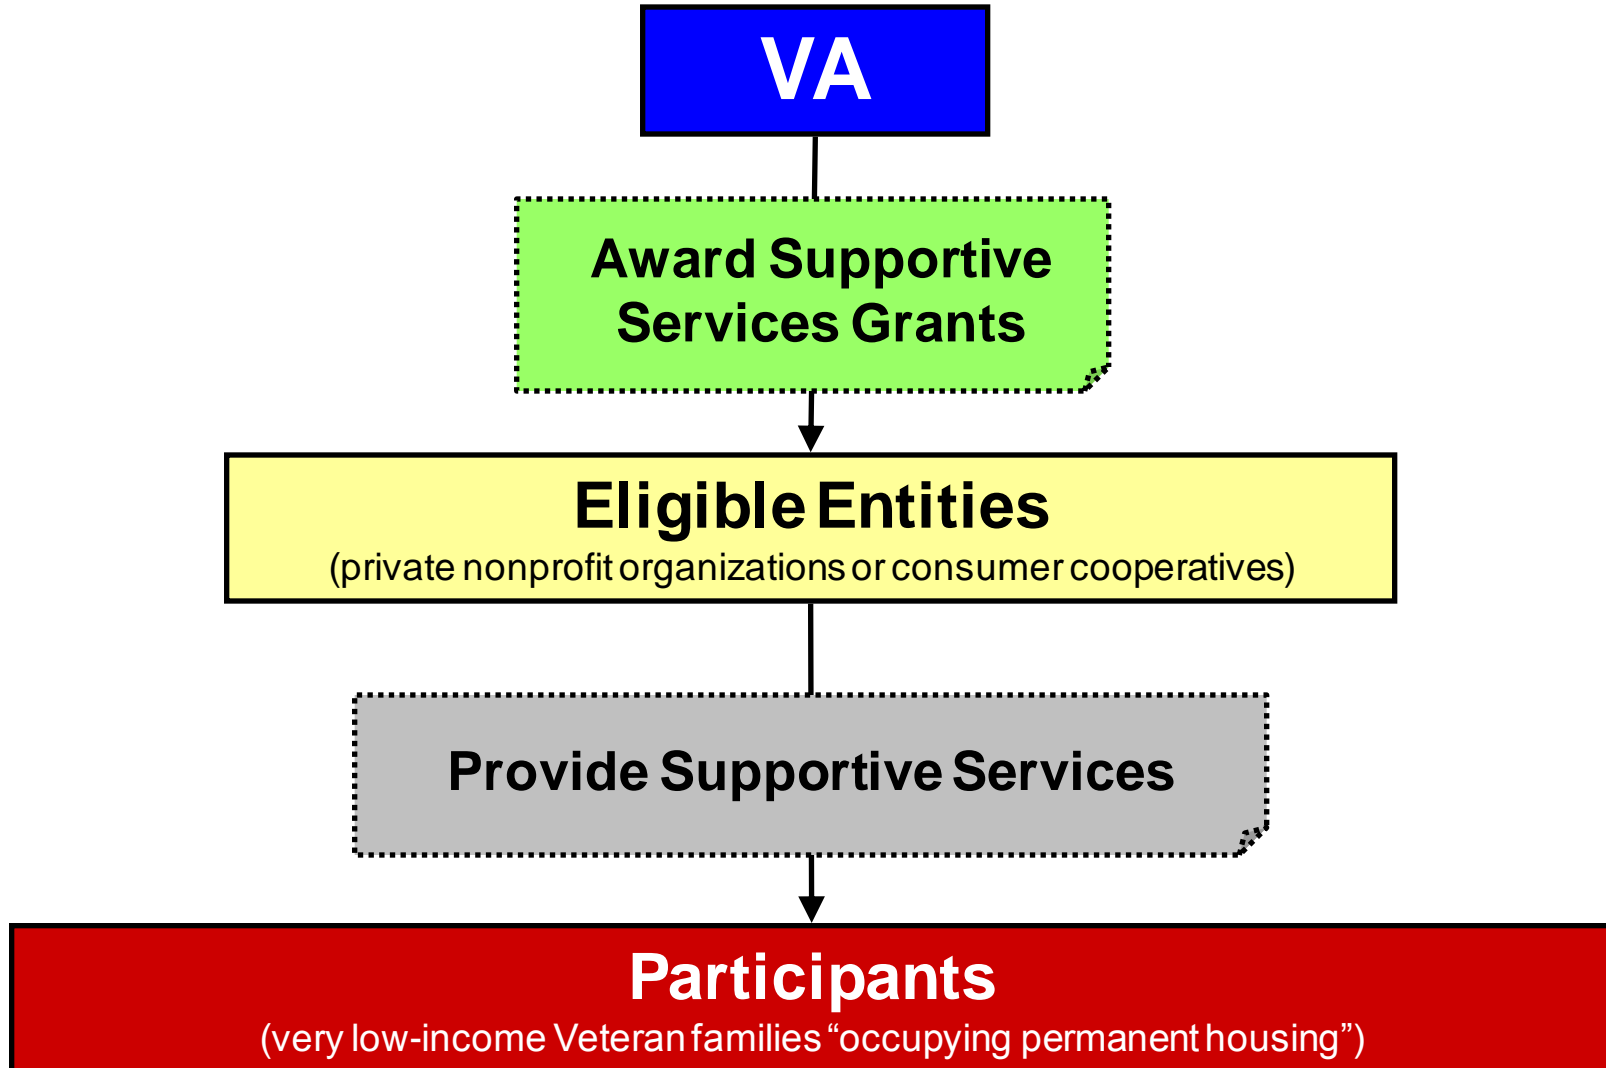 VA
Award Supportive
Services Grants
Eligible Entities
(private nonprofit organizations or consumer cooperatives)
Provide Supportive Services
Participants
(very low-income Veteran families “occupying permanent housing”)